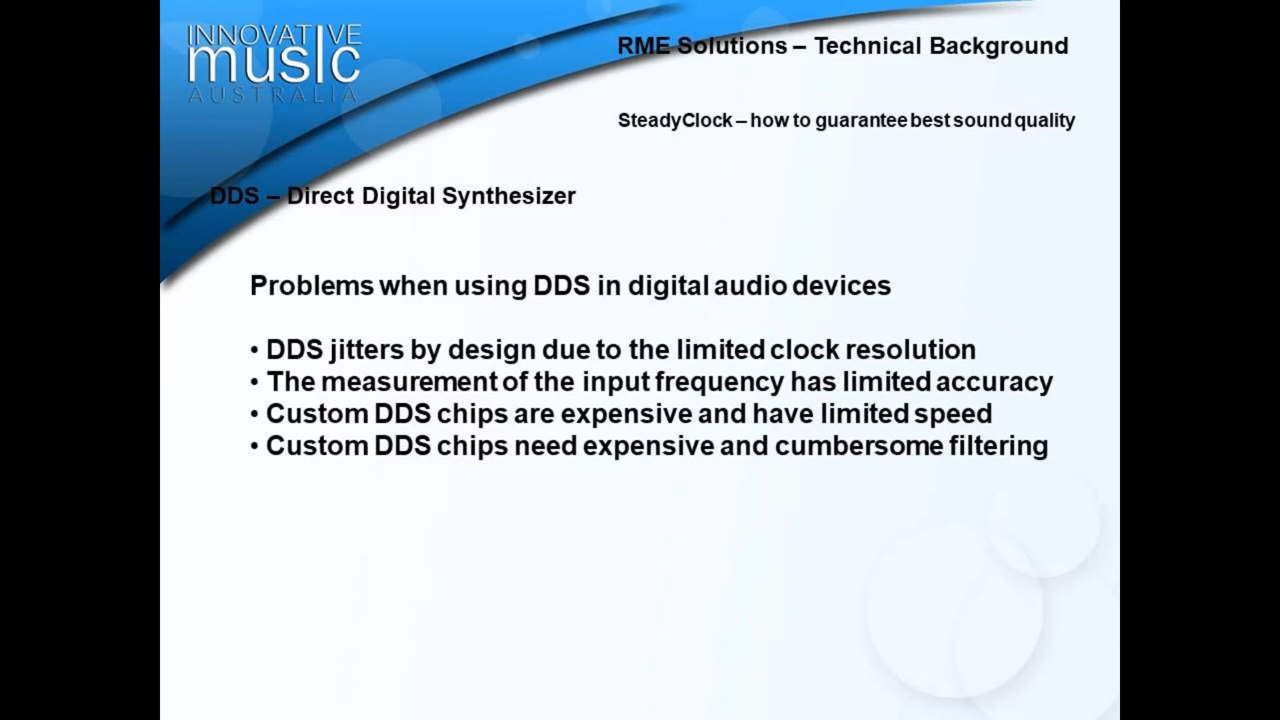 INNOVATIVE
music
AUSTRALIA
RME Solutions – Technical Background
SteadyClock – how to guarantee best sound quality
DDS – Direct Digital Synthesizer
Problems when using DDS in digital audio devices
• DDS jitters by design due to the limited clock resolution
• The measurement of the input frequency has limited accuracy
• Custom DDS chips are expensive and have limited speed
• Custom DDS chips need expensive and cumbersome filtering